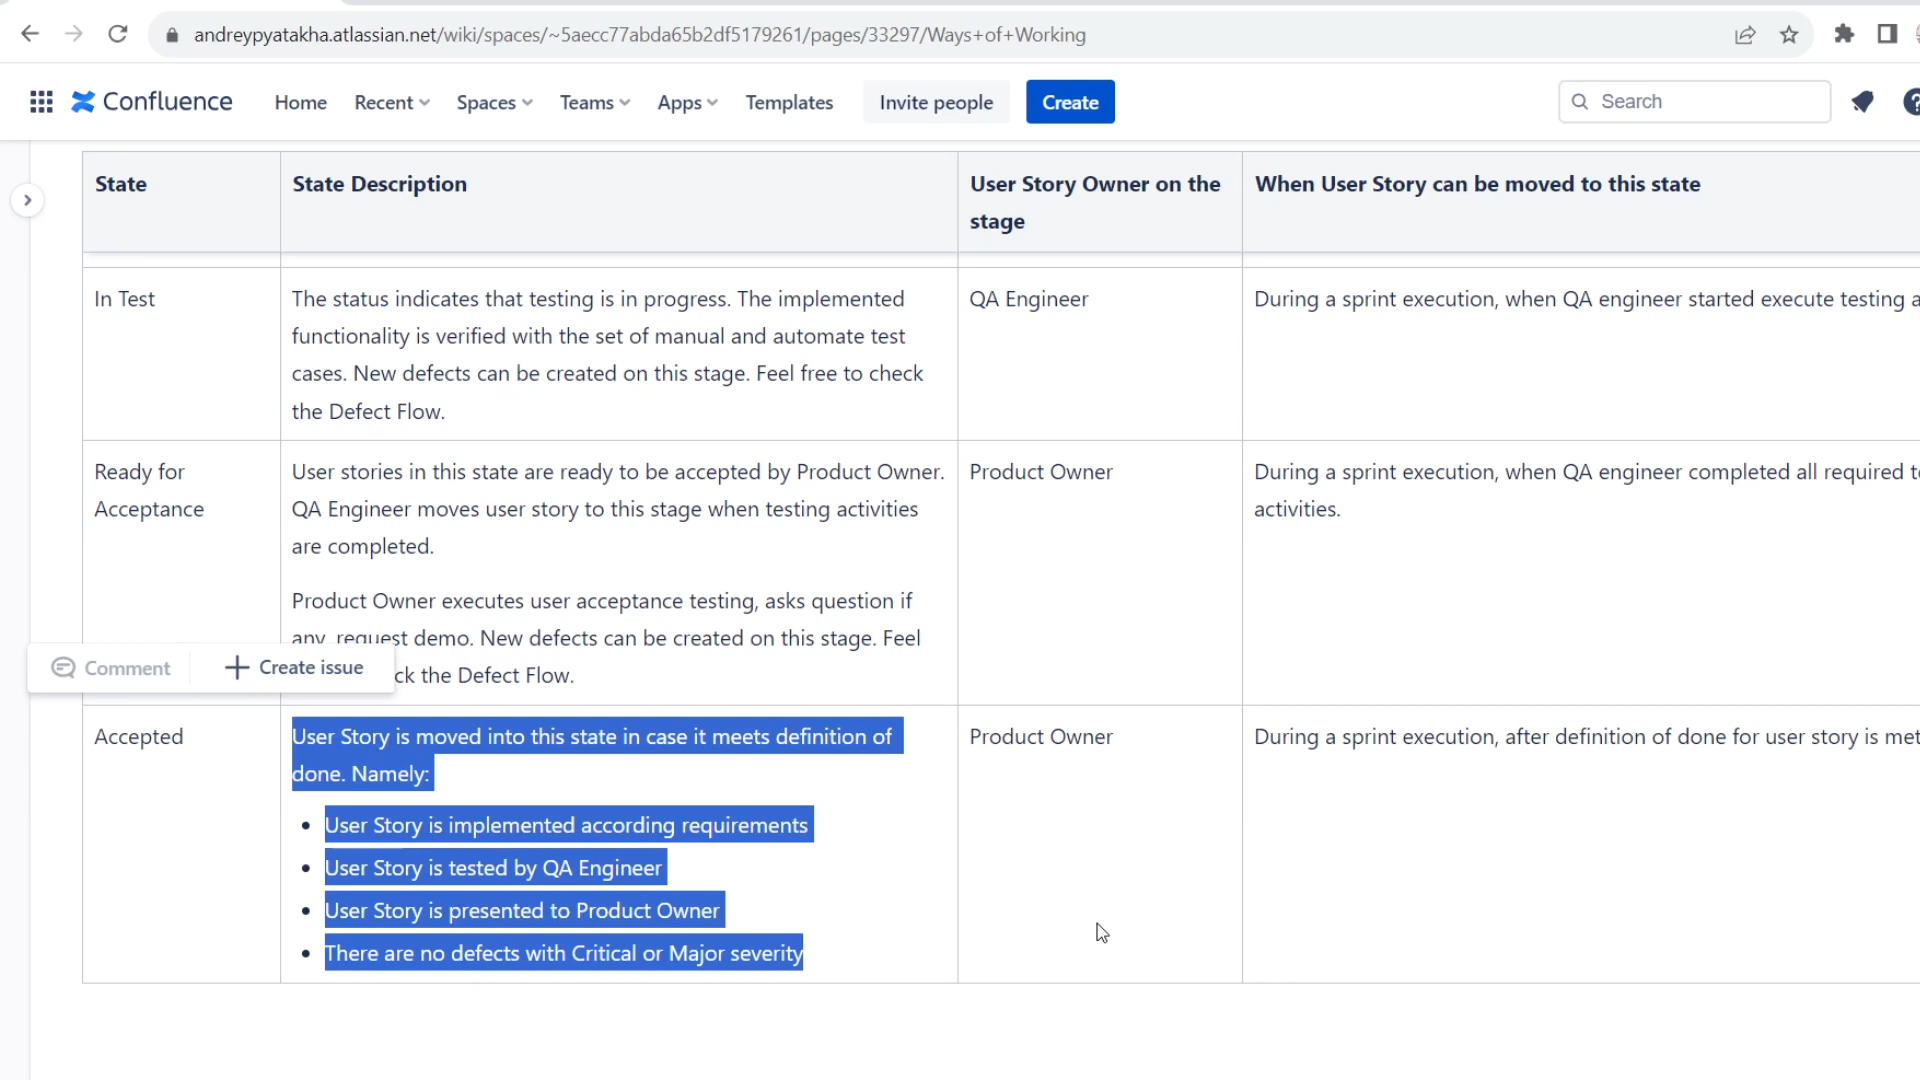 andreypyatakha.atlassian.net/wiki/spaces/~5aecc77abda65b2df5179261/pages/33297/Ways+of+Working
Confluence
Home
Recent
Spaces
Teams
Apps
Templates
Invite people
Create
Search
State
State Description
User Story Owner on the
stage
When User Story can be moved to this state
In Test
The status indicates that testing is in progress. The implemented
functionality is verified with the set of manual and automate test
cases. New defects can be created on this stage. Feel free to check
the Defect Flow.
QA Engineer
During a sprint execution, when QA engineer started execute testing a
Ready for
Acceptance
User stories in this state are ready to be accepted by Product Owner.
QA Engineer moves user story to this stage when testing activities
are completed.
Product Owner executes user acceptance testing, asks question if
any, request demo. New defects can be created on this stage. Feel
ck the Defect Flow.
Product Owner
During a sprint execution, when QA engineer completed all required
activities.
Comment
Create issue
Accepted
User Story is moved into this state in case it meets definition of
done. Namely:
• User Story is implemented according requirements
• User Story is tested by QA Engineer
• User Story is presented to Product Owner
• There are no defects with Critical or Major severity
Product Owner
During a sprint execution, after definition of done for user story is met